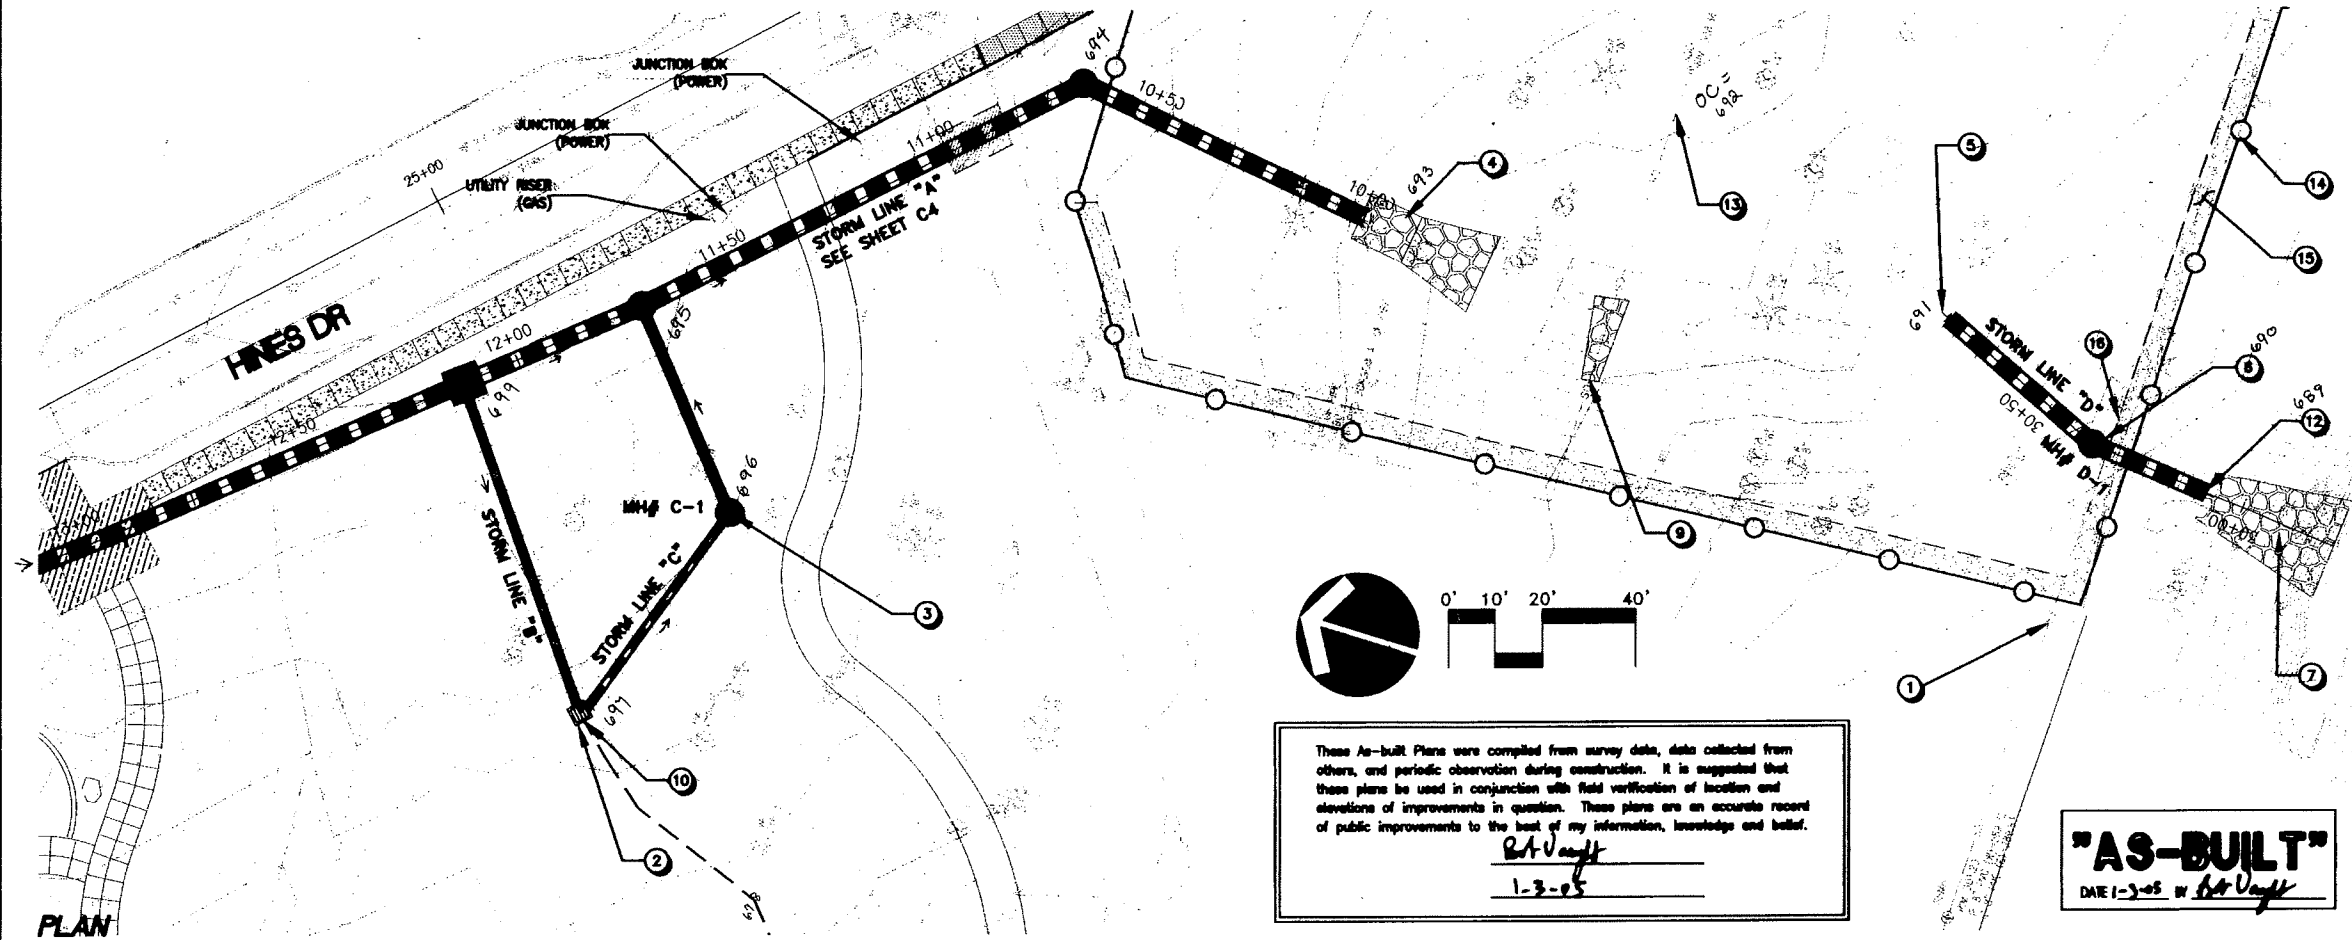 JUNCTION BOX
(POWER)
JUNCTION BOX
(POWER)
UTILITY RISER
(GAS)
25+00
HINES DR
694
10+50
11+00
STORM LINE "A"
SEE SHEET C4
11+50
12+00
12+50
695
699
696
697
MH# C-1
STORM LINE "B"
STORM LINE "C"
3
10
2
693
4
OC=
692
13
5
14
15
691
STORM LINE "D"
16
690
8
30+50
MH# D-1
689
12
30+00
7
9
1
0' 10' 20' 40'
These As-built Plans were compiled from survey data, data collected from
others, and periodic observation during construction. It is suggested that
these plans be used in conjunction with field verification of location and
elevations of improvements in question. These plans are an accurate record
of public improvements to the best of my information, knowledge and belief.
1-3-05
"AS-BUILT"
DATE 1-3-05 BY
PLAN